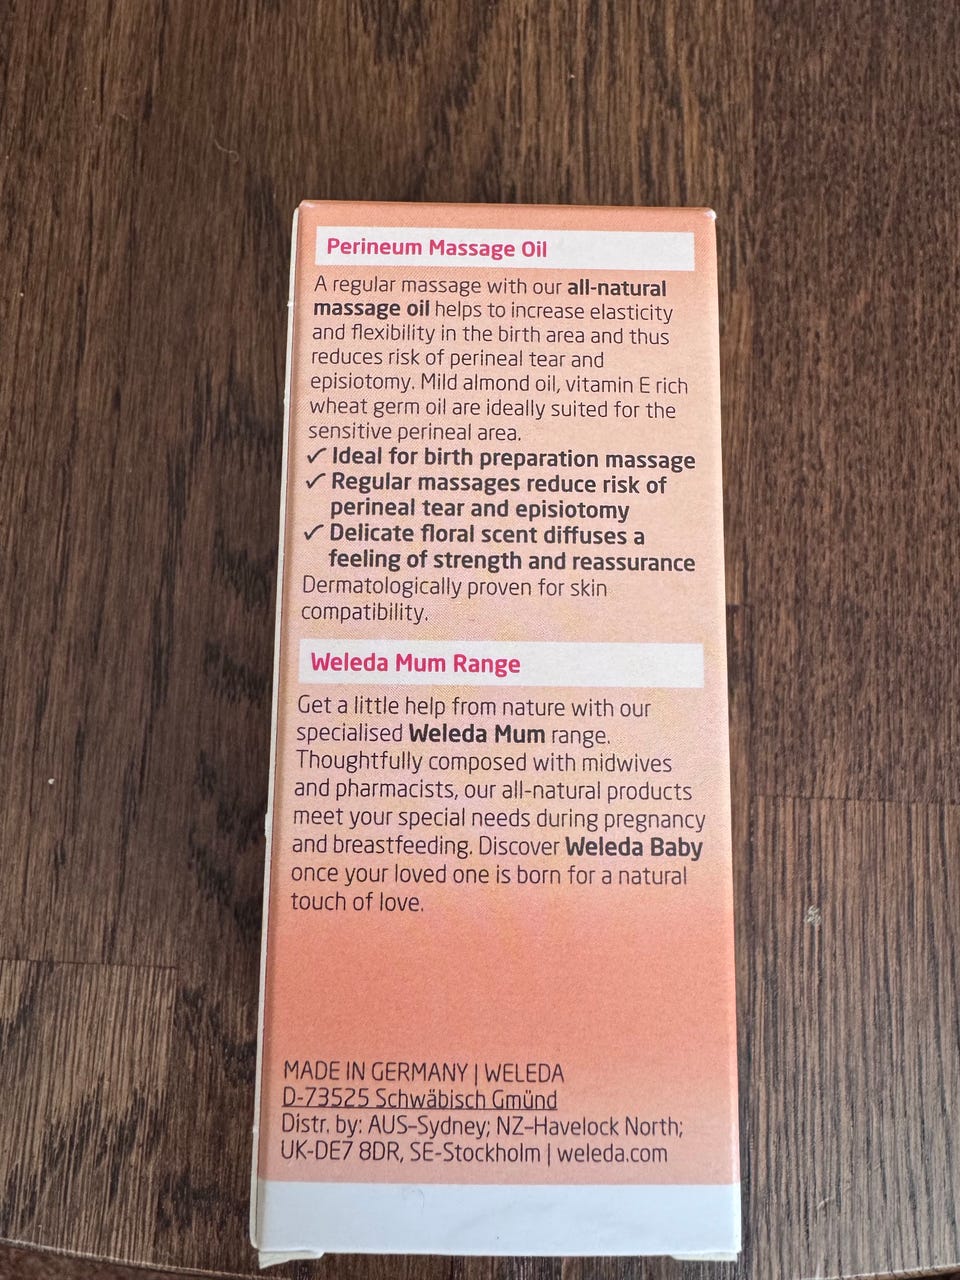 Perineum Massage Oil
A regular massage with our all-natural
massage oil helps to increase elasticity
and flexibility in the birth area and thus
reduces risk of perineal tear and
episiotomy. Mild almond oil, vitamin E rich
wheat germ oil are ideally suited for the
sensitive perineal area.
✓ Ideal for birth preparation massage
✓ Regular massages reduce risk of
perineal tear and episiotomy
✓ Delicate floral scent diffuses a
feeling of strength and reassurance
Dermatologically proven for skin
compatibility.
Weleda Mum Range
Get a little help from nature with our
specialised Weleda Mum range.
Thoughtfully composed with midwives
and pharmacists, our all-natural products
meet your special needs during pregnancy
and breastfeeding. Discover Weleda Baby
once your loved one is born for a natural
touch of love.
MADE IN GERMANY | WELEDA
D-73525 Schwäbisch Gmünd
Distr. by: AUS–Sydney; NZ–Havelock North;
UK-DE7 8DR, SE-Stockholm | weleda.com